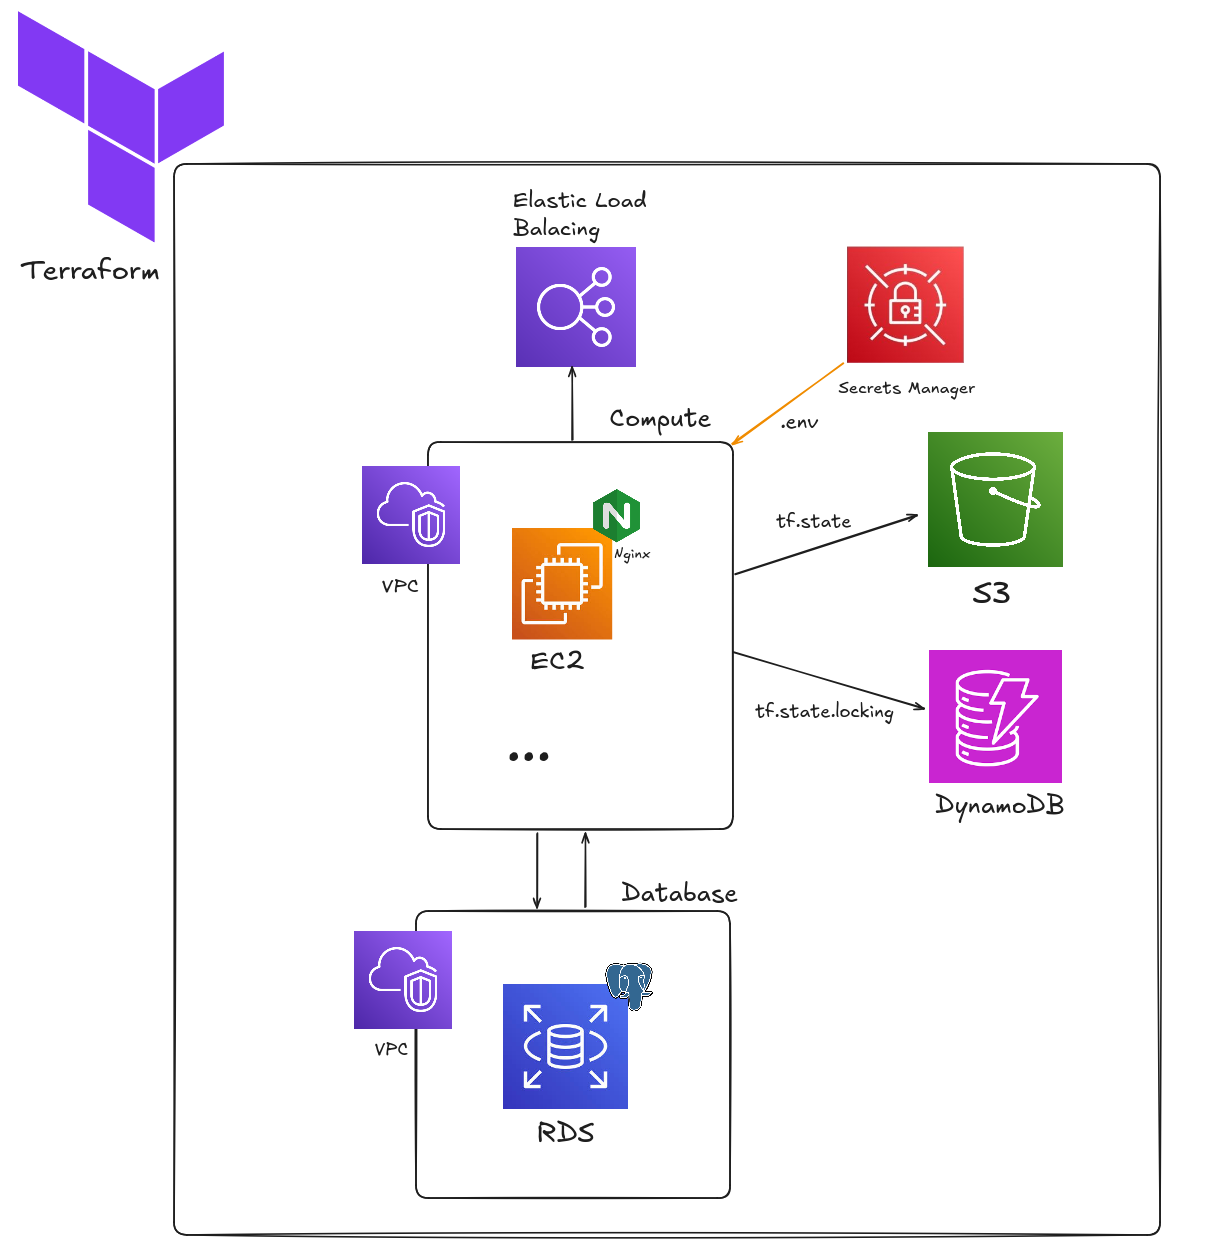 Terraform
Elastic Load
Balacing
Secrets Manager
.env
Compute
VPC
Nginx
EC2
...
tf.state
S3
tf.state.locking
DynamoDB
Database
VPC
RDS